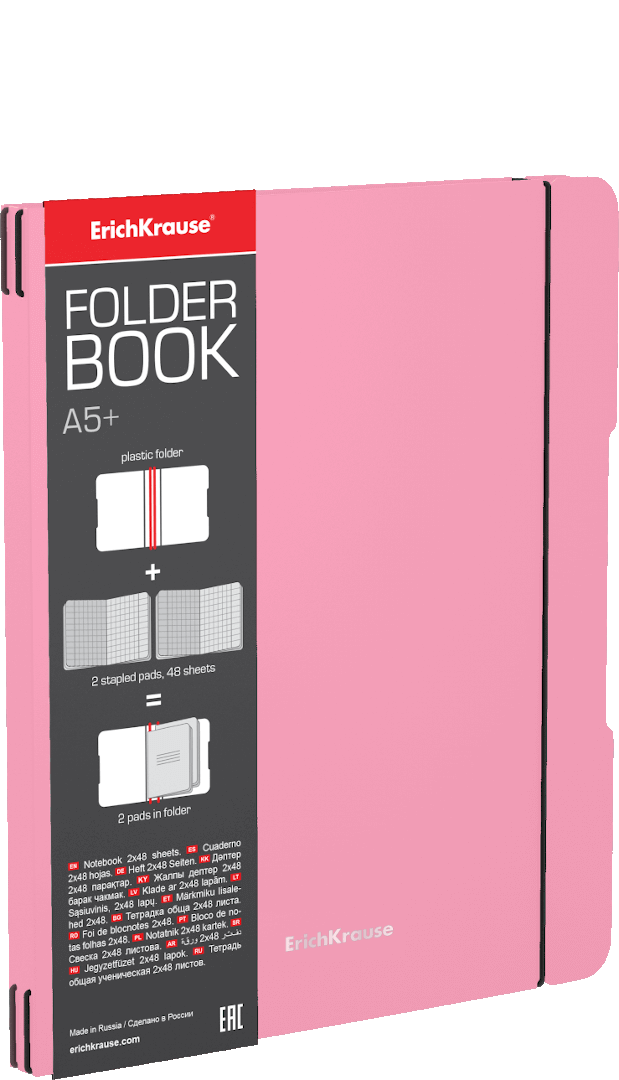 ErichKrause®
FOLDER
BOOK
A5+
plastic folder
+
2 stapled pads, 48 sheets
=
2 pads in folder
EN Notebook 2x48 sheets. ES Cuaderno
2x48 hojas. DE Heft 2x48 Seiten. KK Дәптер
2x48 парақтар. KY Жалпы дептер 2x48
барак чакмак. LV Klade ar 2x48 lapām. LT
Sąsiuvinis, 2x48 lapų. ET Märkmiku lisale-
hed 2x48. BG Тетрадка обща 2x48 листа.
RO Foi de blocnotes 2x48. PT Bloco de no-
tas folhas 2x48. PL Notatnik 2x48 kartek. SR
Свеска 2x48 листова. AR دفتر 2x48 ورقة
HU Jegyzetfüzet 2x48 lapok. RU Тетрадь
общая ученическая 2x48 листов.
Made in Russia / Сделано в России
erichkrause.com
EAC
ErichKrause